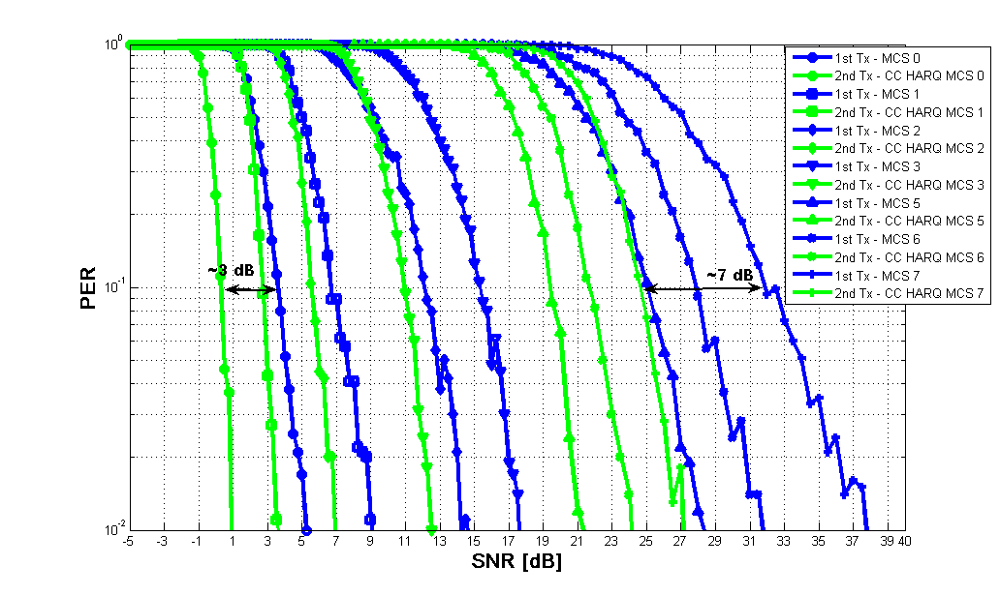 10^0
10^-1
10^-2
PER
~3 dB
~7 dB
1st Tx - MCS 0
2nd Tx - CC HARQ MCS 0
1st Tx - MCS 1
2nd Tx - CC HARQ MCS 1
1st Tx - MCS 2
2nd Tx - CC HARQ MCS 2
1st Tx - MCS 3
2nd Tx - CC HARQ MCS 3
1st Tx - MCS 5
2nd Tx - CC HARQ MCS 5
1st Tx - MCS 6
2nd Tx - CC HARQ MCS 6
1st Tx - MCS 7
2nd Tx - CC HARQ MCS 7
-5 -3 -1 1 3 5 7 9 11 13 15 17 19 21 23 25 27 29 31 33 35 37 39 40
SNR [dB]